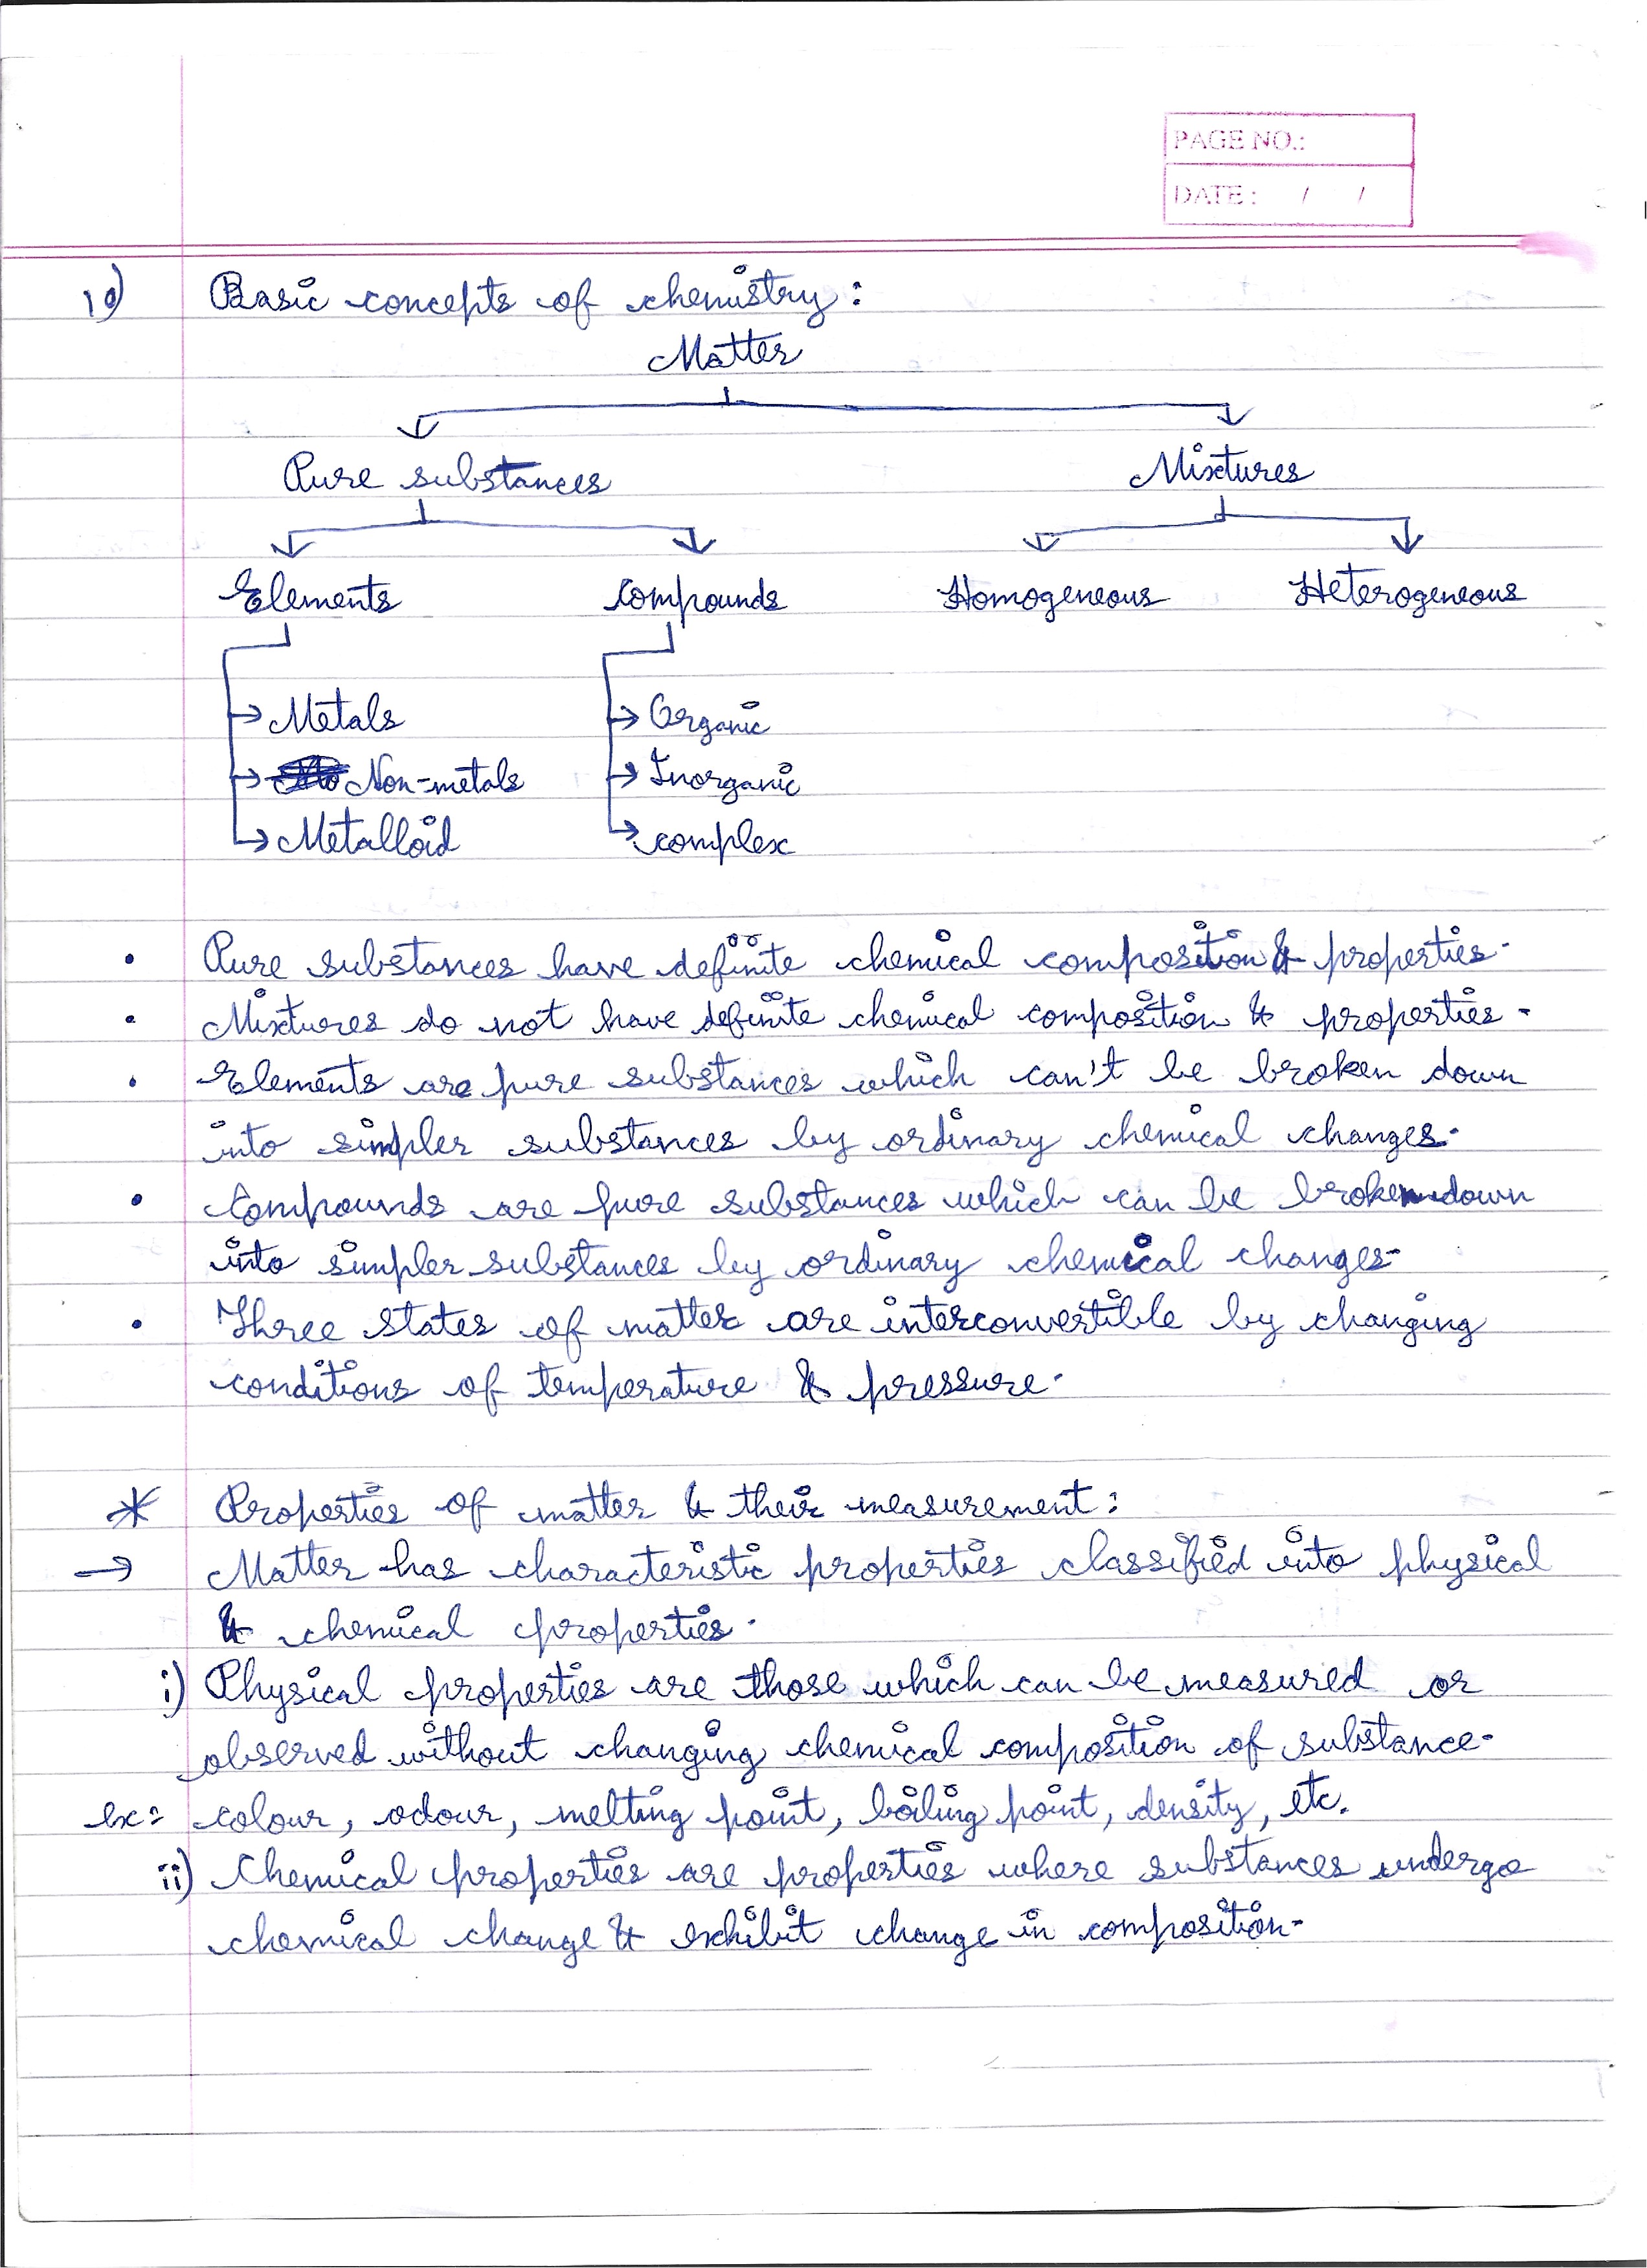 PAGE NO.:
DATE: / /
1.) Basic concepts of chemistry:
Matter
Pure substances Mixtures
Elements Compounds Homogeneous Heterogeneous
Metals Organic
Non-metals Inorganic
Metalloid complex
• Pure substances have definite chemical composition & properties.
• Mixtures do not have definite chemical composition & properties.
• Elements are pure substances which can't be broken down
into simpler substances by ordinary chemical changes.
• Compounds are pure substances which can be broken down
into simpler substances by ordinary chemical changes.
• Three states of matter are interconvertible by changing
conditions of temperature & pressure.
* Properties of matter & their measurement:
→ Matter has characteristic properties classified into physical
& chemical properties.
i) Physical properties are those which can be measured or
observed without changing chemical composition of substance.
ex: colour, odour, melting point, boiling point, density, etc.
ii) Chemical properties are properties where substances undergo
chemical change & exhibit change in composition.